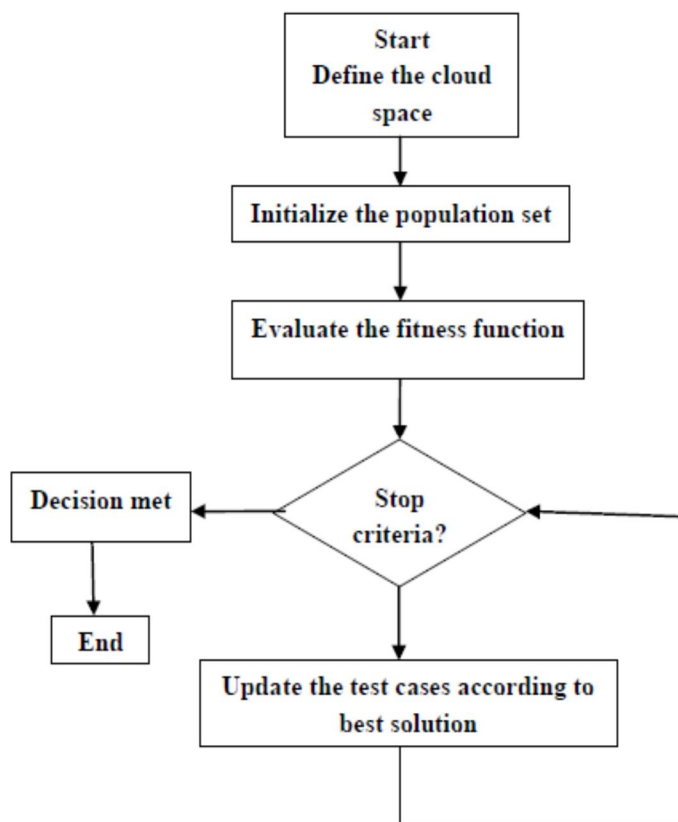 Start
Define the cloud
space
Initialize the population set
Evaluate the fitness function
Stop
criteria?
Decision met
End
Update the test cases according to
best solution